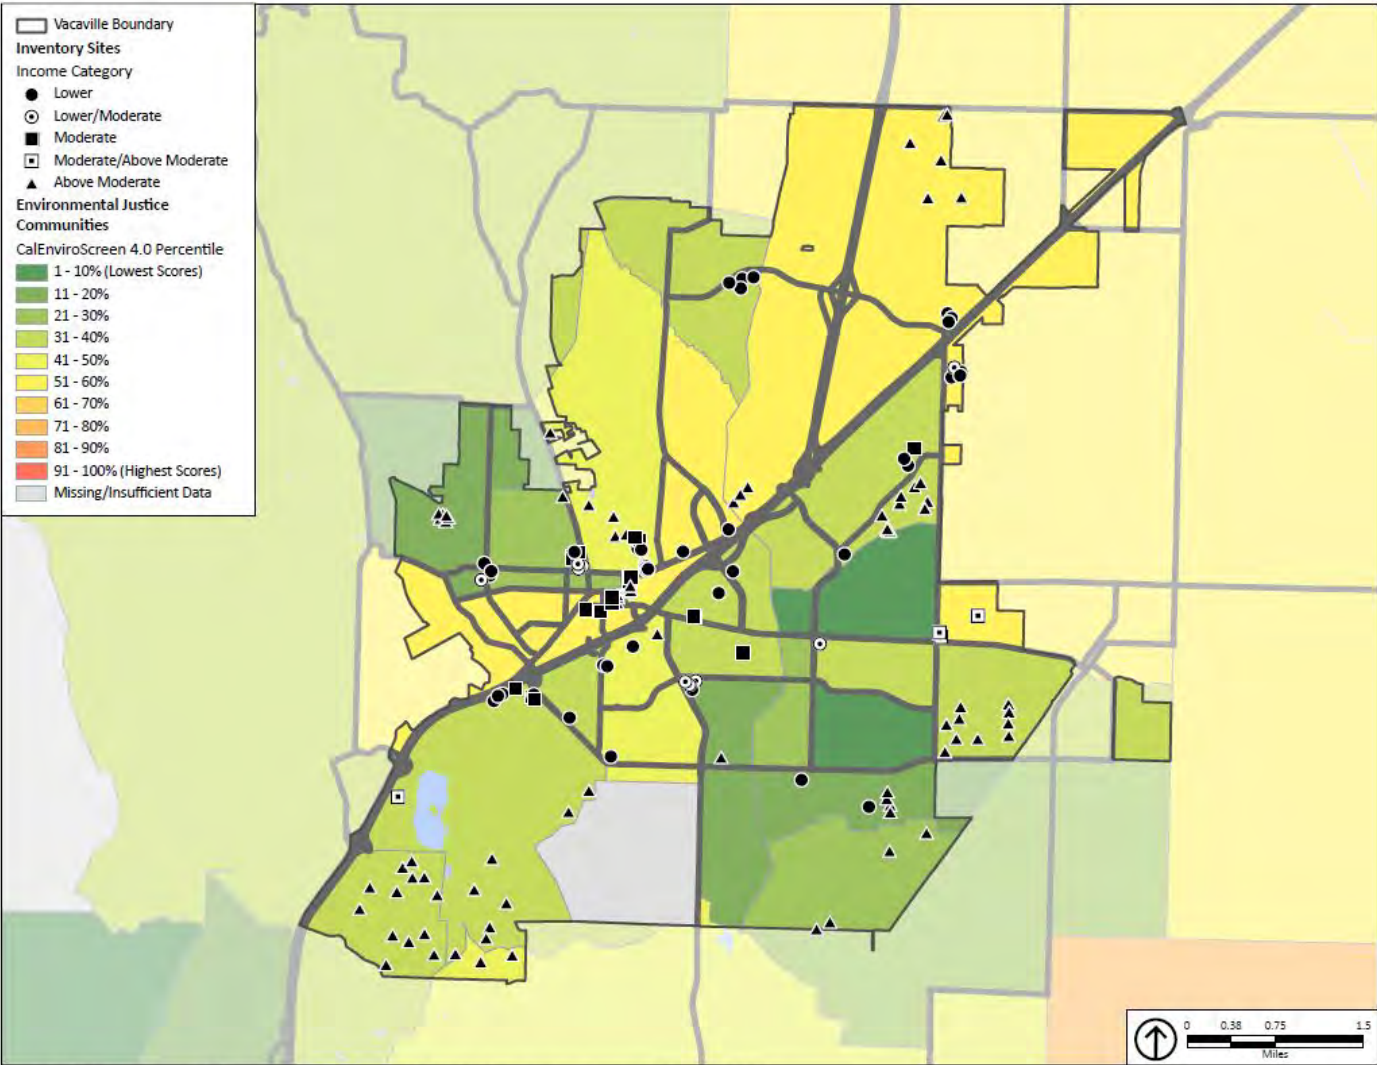 Vacaville Boundary
Inventory Sites
Income Category
Lower
Lower/Moderate
Moderate
Moderate/Above Moderate
Above Moderate
Environmental Justice
Communities
CalEnviroScreen 4.0 Percentile
1 - 10% (Lowest Scores)
11 - 20%
21 - 30%
31 - 40%
41 - 50%
51 - 60%
61 - 70%
71 - 80%
81 - 90%
91 - 100% (Highest Scores)
Missing/Insufficient Data
0 0.38 0.75 1.5
Miles